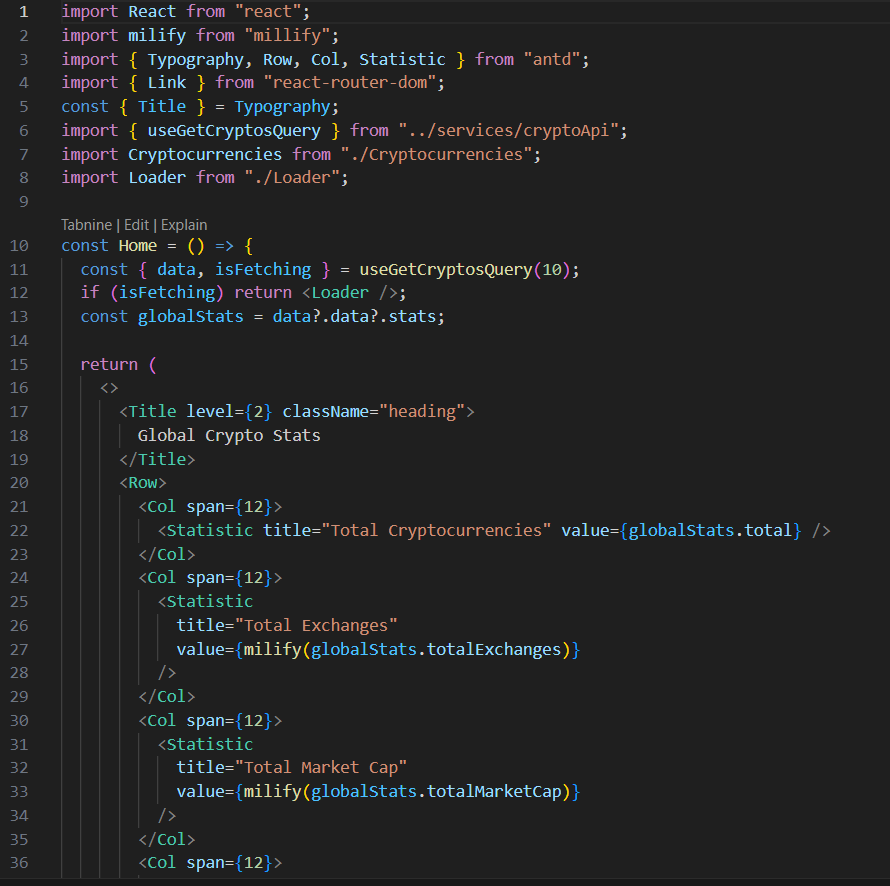 1 import React from "react";
2 import milify from "millify";
3 import { Typography, Row, Col, Statistic } from "antd";
4 import { Link } from "react-router-dom";
5 const { Title } = Typography;
6 import { useGetCryptosQuery } from "../services/cryptoApi";
7 import Cryptocurrencies from "./Cryptocurrencies";
8 import Loader from "./Loader";
9
Tabnine | Edit | Explain
10 const Home = () => {
11 const { data, isFetching } = useGetCryptosQuery(10);
12 if (isFetching) return <Loader />;
13 const globalStats = data?.data?.stats;
14
15 return (
16 <>
17 <Title level={2} className="heading">
18 Global Crypto Stats
19 </Title>
20 <Row>
21 <Col span={12}>
22 <Statistic title="Total Cryptocurrencies" value={globalStats.total} />
23 </Col>
24 <Col span={12}>
25 <Statistic
26 title="Total Exchanges"
27 value={milify(globalStats.totalExchanges)}
28 />
29 </Col>
30 <Col span={12}>
31 <Statistic
32 title="Total Market Cap"
33 value={milify(globalStats.totalMarketCap)}
34 />
35 </Col>
36 <Col span={12}>